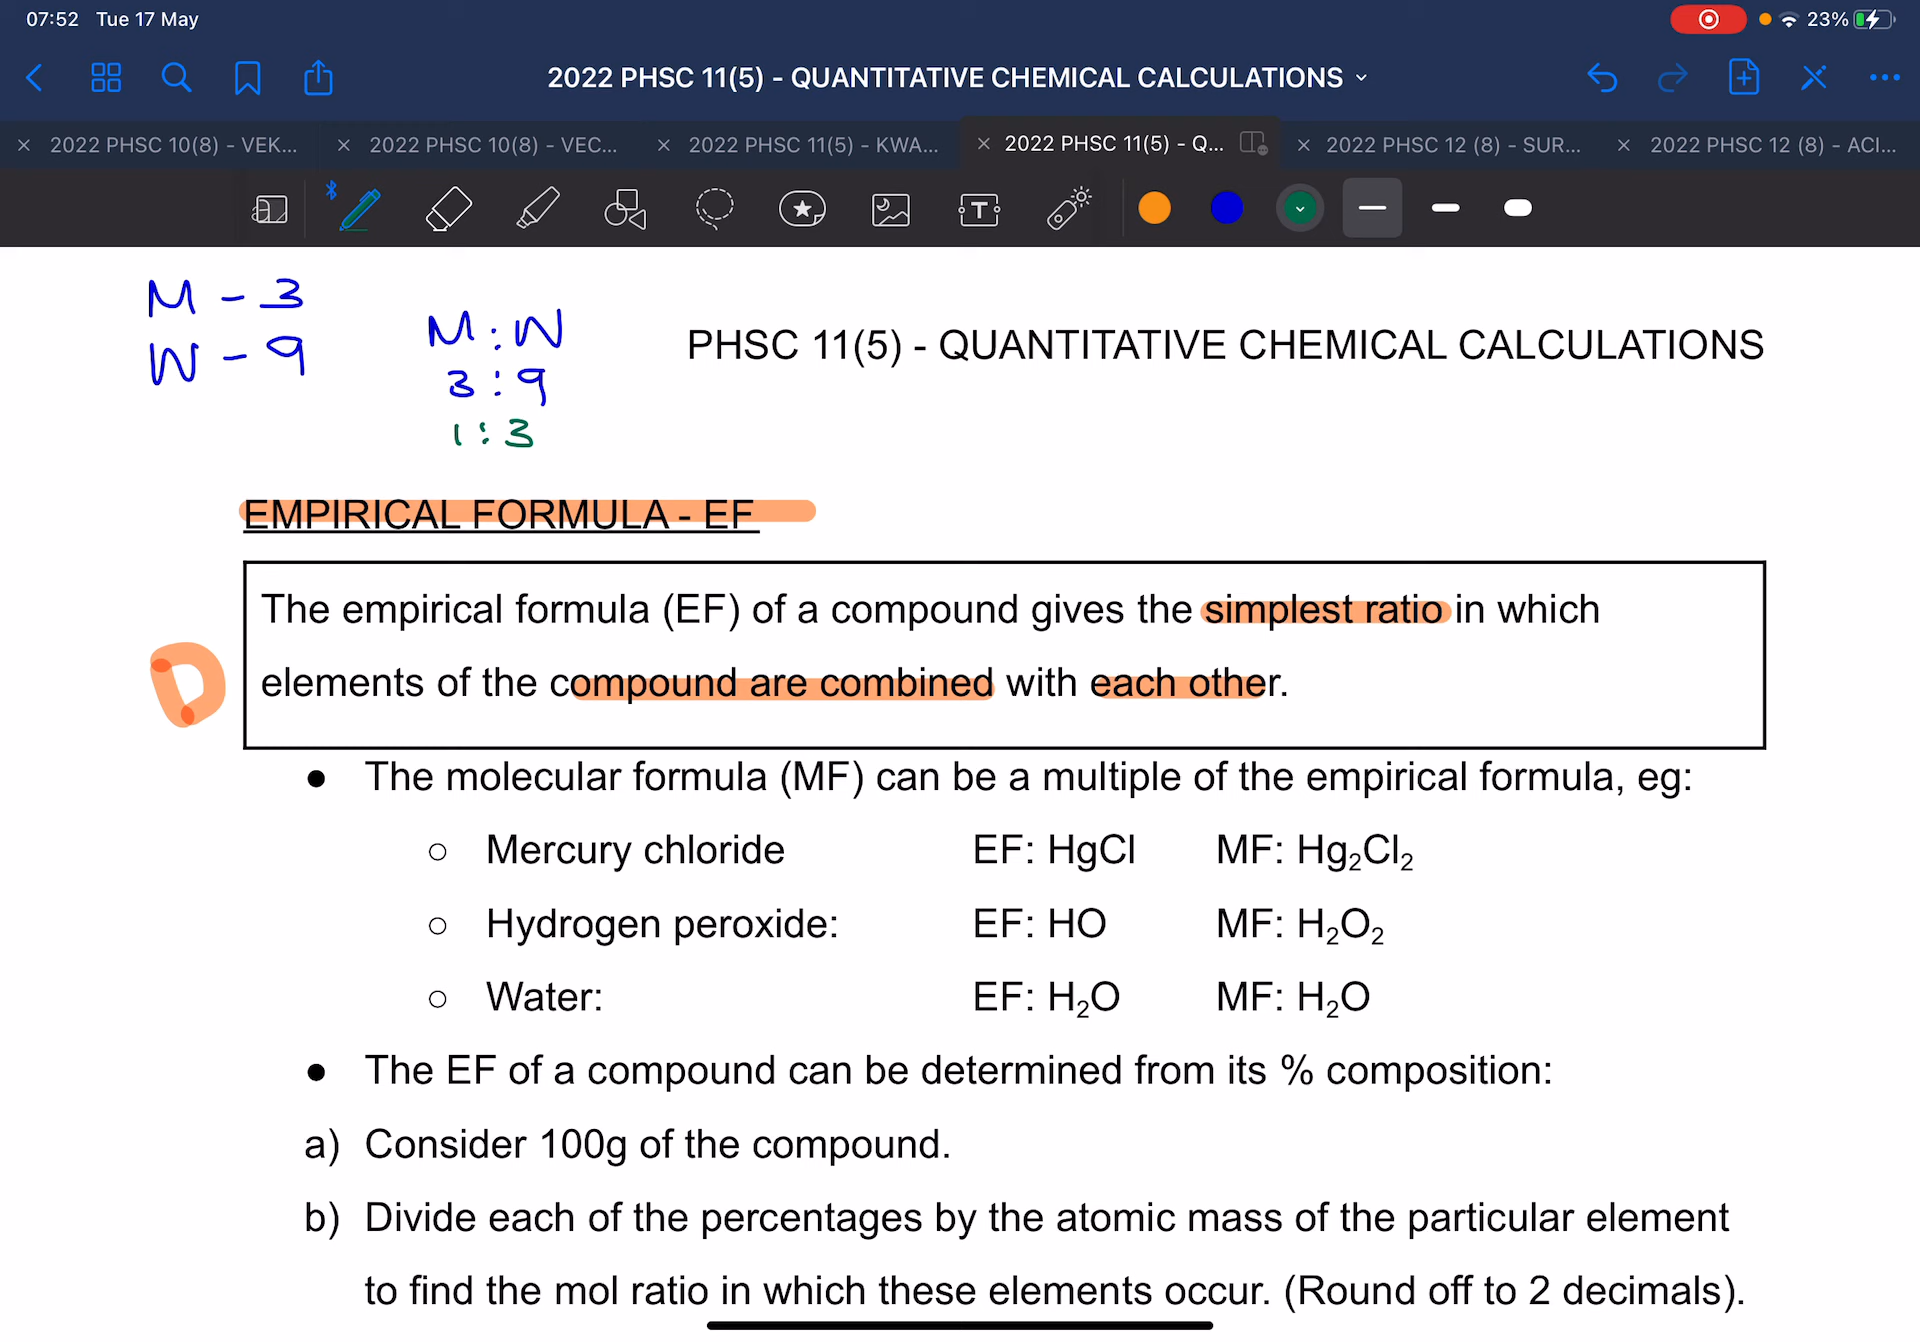 07:52 Tue 17 May 23%
2022 PHSC 11(5) - QUANTITATIVE CHEMICAL CALCULATIONS
2022 PHSC 10(8) - VEK... 2022 PHSC 10(8) - VEC... 2022 PHSC 11(5) - KWA... 2022 PHSC 11(5) - Q... 2022 PHSC 12 (8) - SUR... 2022 PHSC 12 (8) - ACI...
M - 3
W - 9
M : W
3 : 9
1 : 3
PHSC 11(5) - QUANTITATIVE CHEMICAL CALCULATIONS
EMPIRICAL FORMULA - EF
D
The empirical formula (EF) of a compound gives the simplest ratio in which
elements of the compound are combined with each other.
● The molecular formula (MF) can be a multiple of the empirical formula, eg:
○ Mercury chloride EF: HgCl MF: Hg₂Cl₂
○ Hydrogen peroxide: EF: HO MF: H₂O₂
○ Water: EF: H₂O MF: H₂O
● The EF of a compound can be determined from its % composition:
a) Consider 100g of the compound.
b) Divide each of the percentages by the atomic mass of the particular element
to find the mol ratio in which these elements occur. (Round off to 2 decimals).